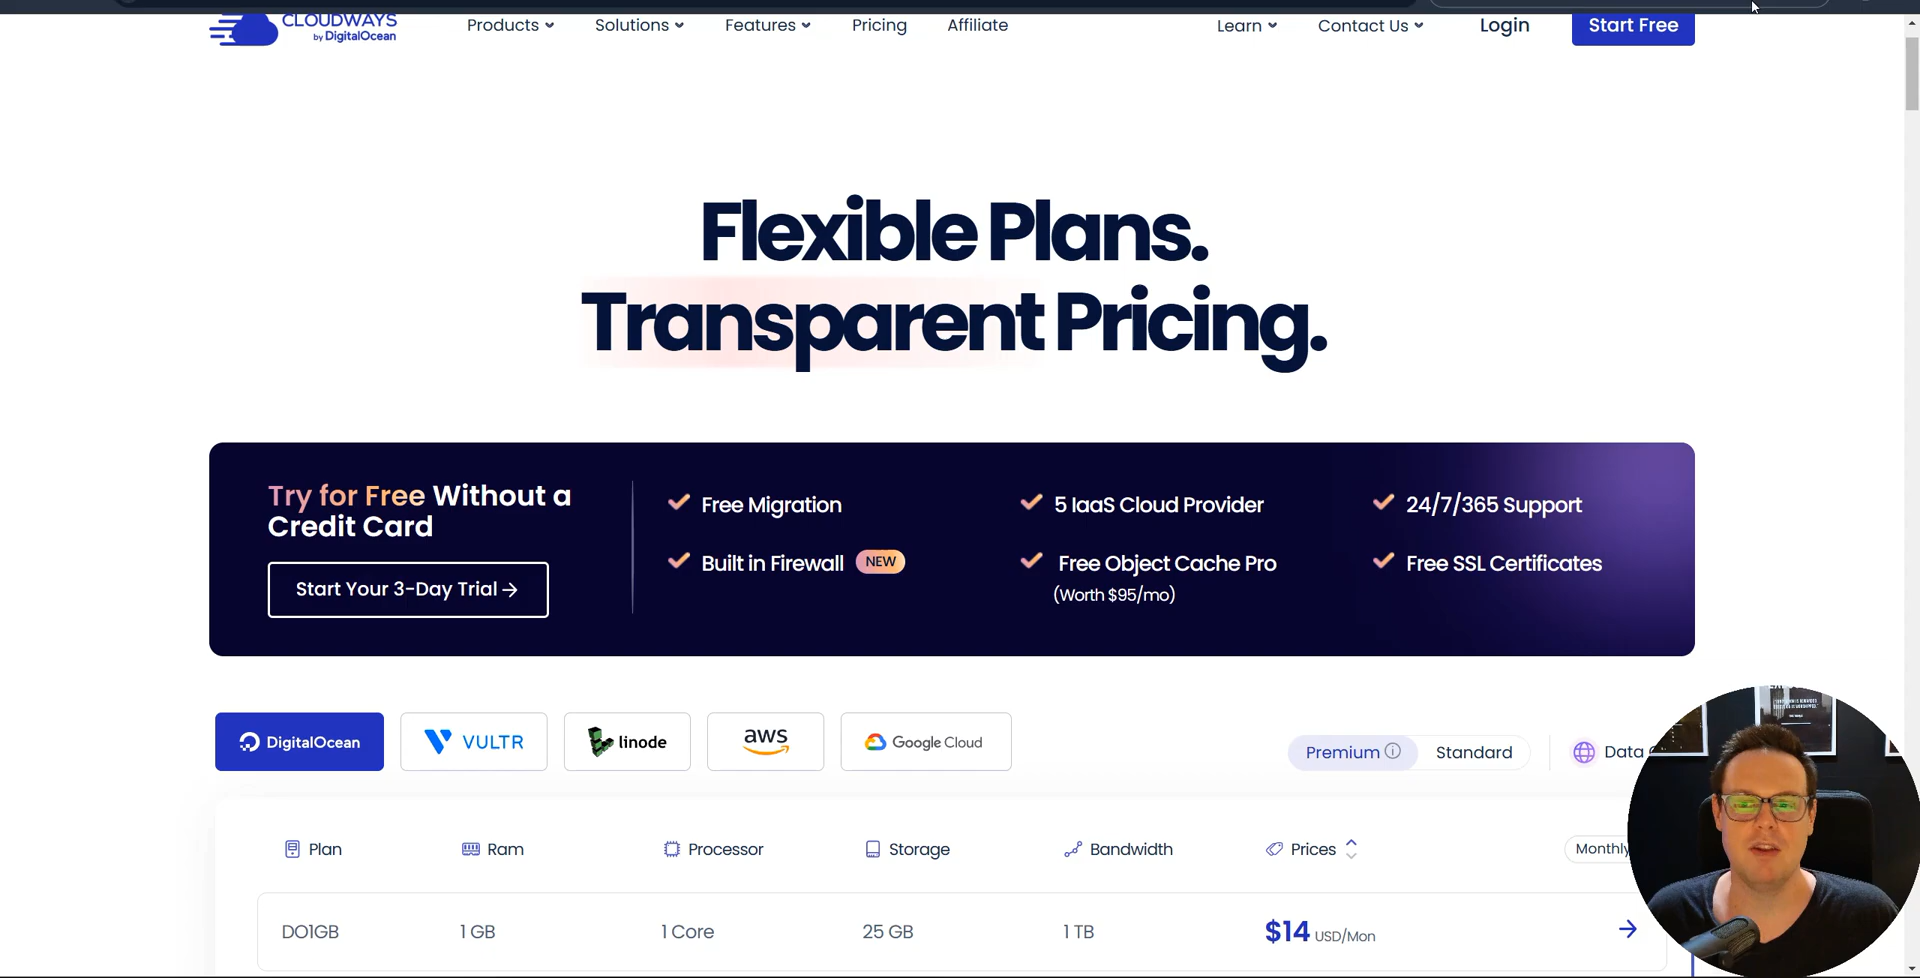 CLOUDWAYS
by DigitalOcean
Products
Solutions
Features
Pricing
Affiliate
Learn
Contact Us
Login
Start Free
Flexible Plans.
Transparent Pricing.
Try for Free Without a
Credit Card
Start Your 3-Day Trial
Free Migration
5 IaaS Cloud Provider
24/7/365 Support
Built in Firewall NEW
Free Object Cache Pro
(Worth $95/mo)
Free SSL Certificates
DigitalOcean
VULTR
linode
aws
Google Cloud
Premium
Standard
Data
Plan
Ram
Processor
Storage
Bandwidth
Prices
Monthly
DO1GB
1 GB
1 Core
25 GB
1 TB
$14 USD/Mon